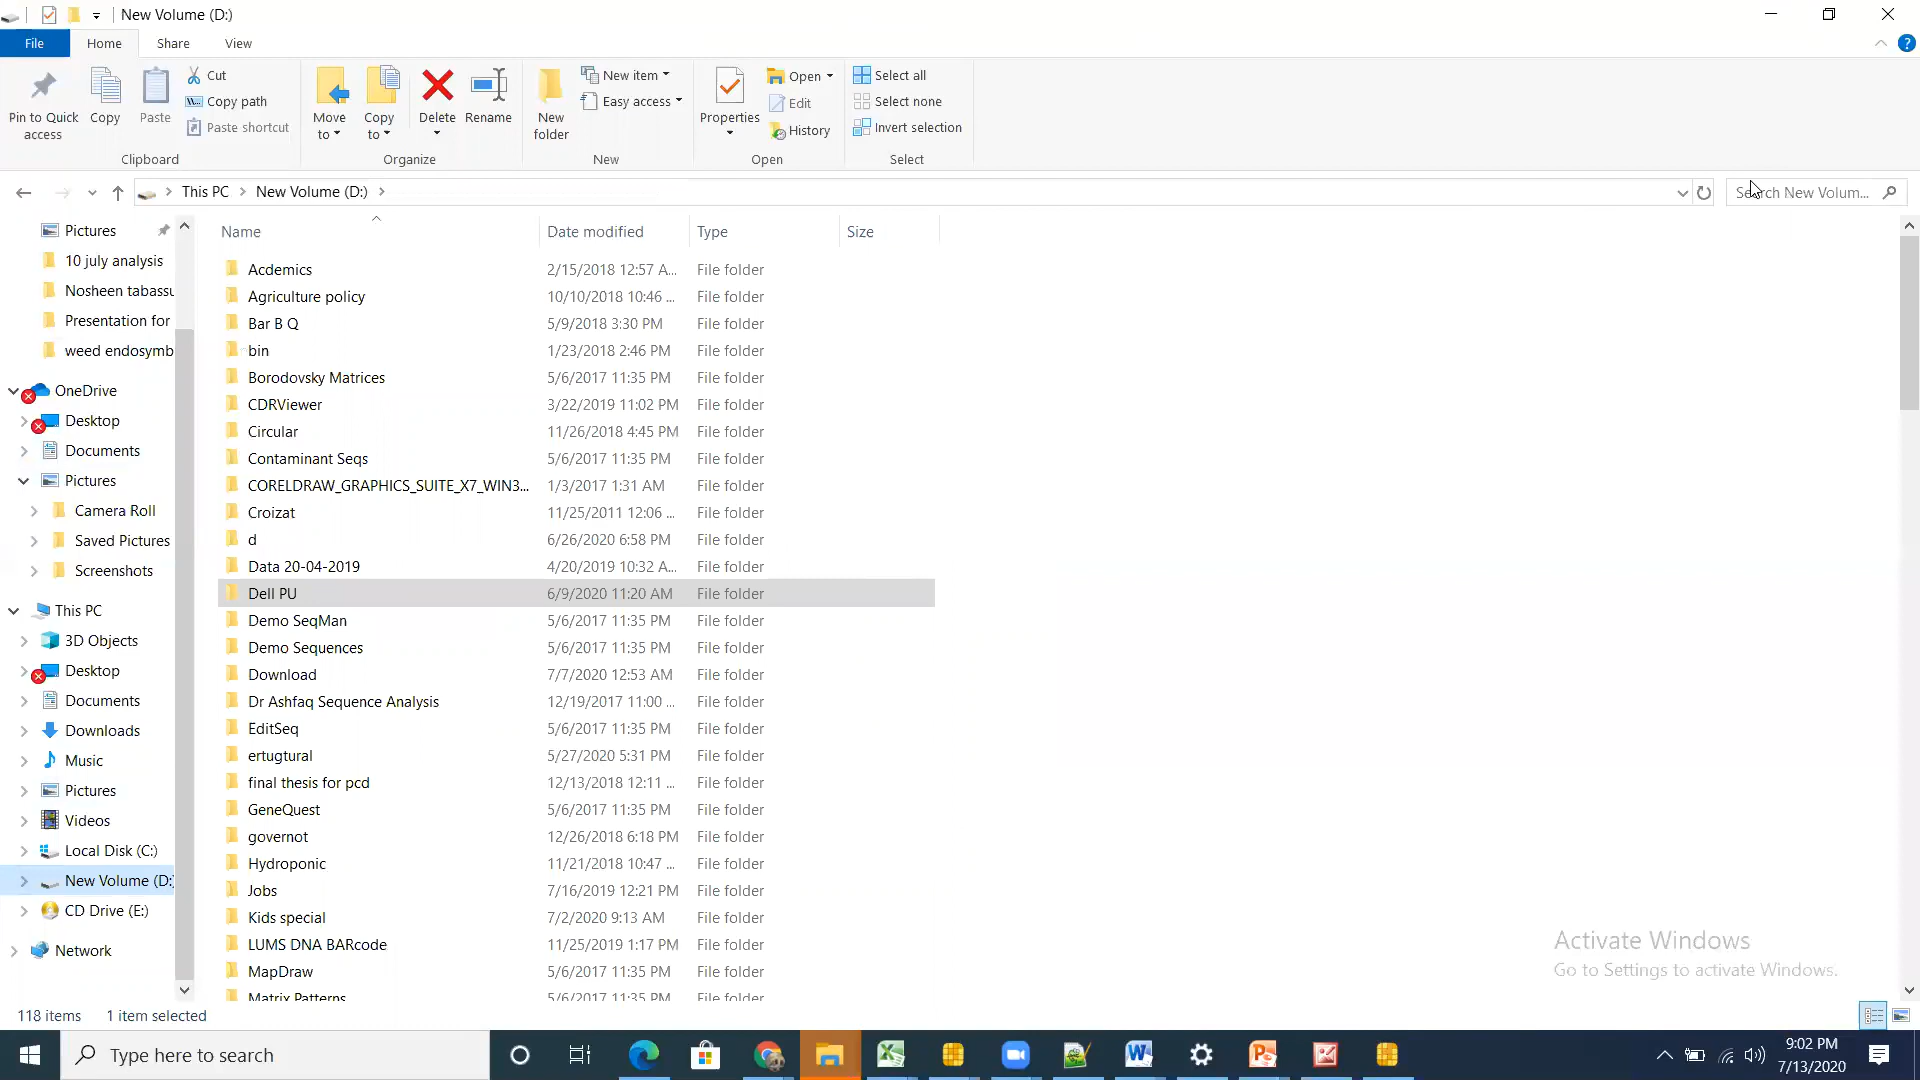 New Volume (D:)
File Home Share View
Pin to Quick access
Copy
Paste
Cut
Copy path
Paste shortcut
Clipboard
Move to
Copy to
Delete
Rename
Organize
New folder
New item
Easy access
New
Properties
Open
Edit
History
Open
Select all
Select none
Invert selection
Select
This PC New Volume (D:)
Search New Volum...
Pictures
10 july analysis
Nosheen tabassu
Presentation for
weed endosymb
OneDrive
Desktop
Documents
Pictures
Camera Roll
Saved Pictures
Screenshots
This PC
3D Objects
Desktop
Documents
Downloads
Music
Pictures
Videos
Local Disk (C:)
New Volume (D:)
CD Drive (E:)
Network
Name Date modified Type Size
Acdemics 2/15/2018 12:57 A... File folder
Agriculture policy 10/10/2018 10:46 ... File folder
Bar B Q 5/9/2018 3:30 PM File folder
bin 1/23/2018 2:46 PM File folder
Borodovsky Matrices 5/6/2017 11:35 PM File folder
CDRViewer 3/22/2019 11:02 PM File folder
Circular 11/26/2018 4:45 PM File folder
Contaminant Seqs 5/6/2017 11:35 PM File folder
CORELDRAW_GRAPHICS_SUITE_X7_WIN3... 1/3/2017 1:31 AM File folder
Croizat 11/25/2011 12:06 ... File folder
d 6/26/2020 6:58 PM File folder
Data 20-04-2019 4/20/2019 10:32 A... File folder
Dell PU 6/9/2020 11:20 AM File folder
Demo SeqMan 5/6/2017 11:35 PM File folder
Demo Sequences 5/6/2017 11:35 PM File folder
Download 7/7/2020 12:53 AM File folder
Dr Ashfaq Sequence Analysis 12/19/2017 11:00 ... File folder
EditSeq 5/6/2017 11:35 PM File folder
ertugtural 5/27/2020 5:31 PM File folder
final thesis for pcd 12/13/2018 12:11 ... File folder
GeneQuest 5/6/2017 11:35 PM File folder
governot 12/26/2018 6:18 PM File folder
Hydroponic 11/21/2018 10:47 ... File folder
Jobs 7/16/2019 12:21 PM File folder
Kids special 7/2/2020 9:13 AM File folder
LUMS DNA BARcode 11/25/2019 1:17 PM File folder
MapDraw 5/6/2017 11:35 PM File folder
Matrix Patterns 5/6/2017 11:35 PM File folder
Activate Windows
Go to Settings to activate Windows.
118 items 1 item selected
Type here to search
9:02 PM
7/13/2020